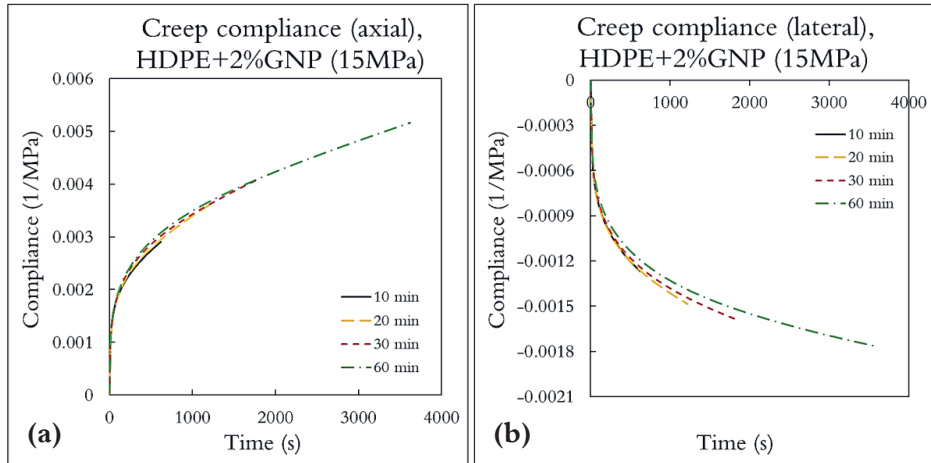 Creep compliance (axial),
HDPE+2%GNP (15MPa)
Compliance (1/MPa)
0.006
0.005
0.004
0.003
0.002
0.001
0
10 min
20 min
30 min
60 min
0 1000 2000 3000 4000
(a)
Time (s)
Creep compliance (lateral),
HDPE+2%GNP (15MPa)
Compliance (1/MPa)
0 1000 2000 3000 4000
0
-0.0003
-0.0006
-0.0009
-0.0012
-0.0015
-0.0018
-0.0021
10 min
20 min
30 min
60 min
(b)
Time (s)